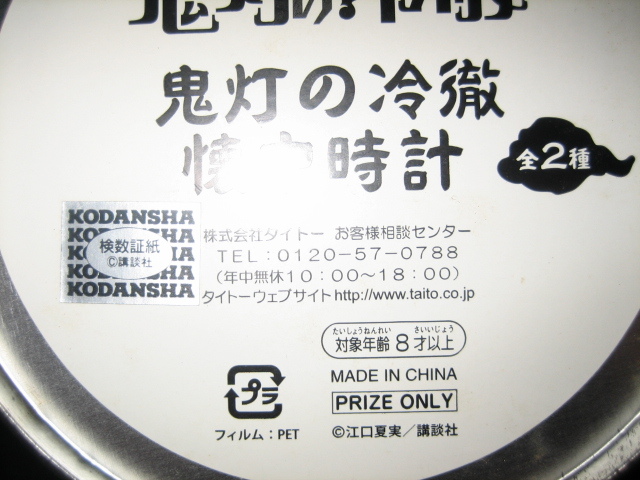 鬼灯の冷徹
懐中時計
全2種
KODANSHA
KODANSHA
検数証紙
©講談社
KODANSHA
KODANSHA
株式会社タイトー お客様相談センター
TEL:0120-57-0788
(年中無休10:00~18:00)
タイトーウェブサイトhttp://www.taito.co.jp
たいしょうねんれい さいいじょう
対象年齢 8才以上
プラ
MADE IN CHINA
PRIZE ONLY
フィルム:PET
©江口夏実/講談社